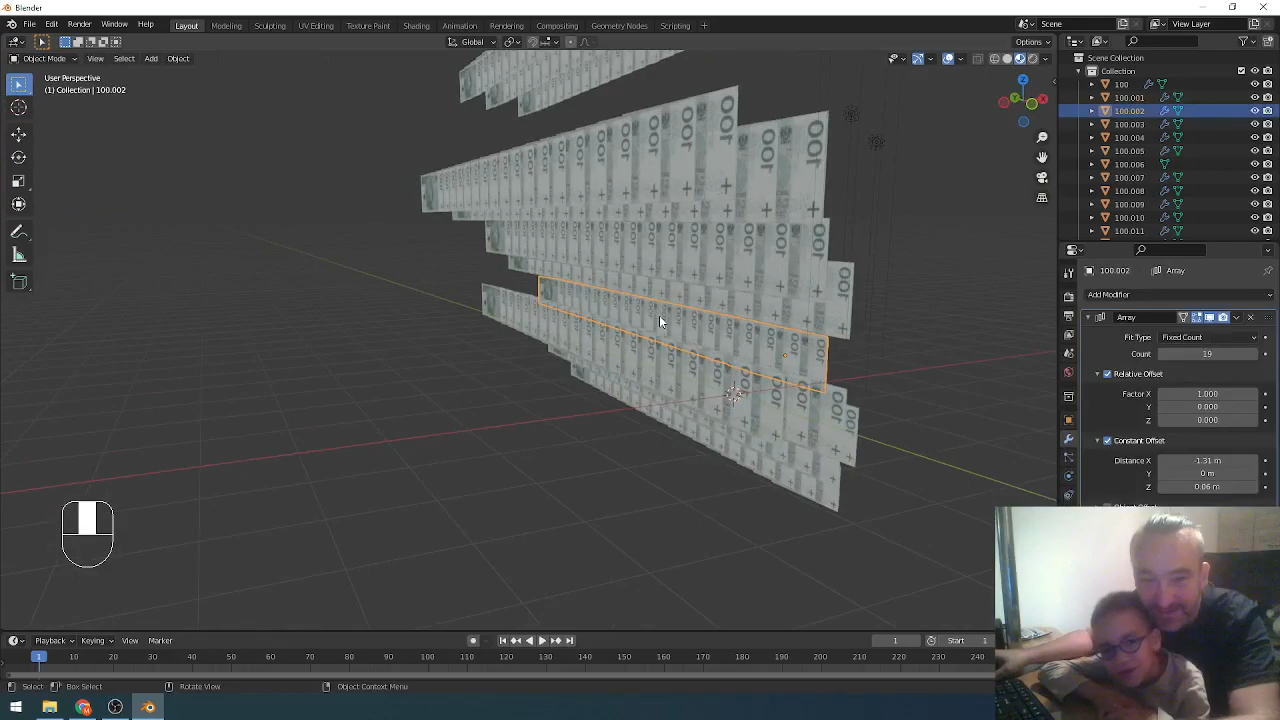 Blender
File Edit Render Window Help Layout Modeling Sculpting UV Editing Texture Paint Shading Animation Rendering Compositing Geometry Nodes Scripting + Scene View Layer
Global Options
Object Mode View Select Add Object
User Perspective
(1) Collection | 100.002
Scene Collection
Collection
100
100.001
100.002
100.003
100.004
100.005
100.006
100.007
100.008
100.009
100.010
100.011
100.002 > Array
Add Modifier
Array
Fit Type Fixed Count
Count 19
Relative Offset
Factor X 1.000
Y 0.000
Z 0.000
Constant Offset
Distance X -1.31 m
Y 0 m
Z 0.06 m
Playback Keying View Marker 1 Start 1
1 10 20 30 40 50 60 70 80 90 100 110 120 130 140 150 160 170 180 190 200 210 220 230 240
Select Box Select Rotate View Object Context Menu